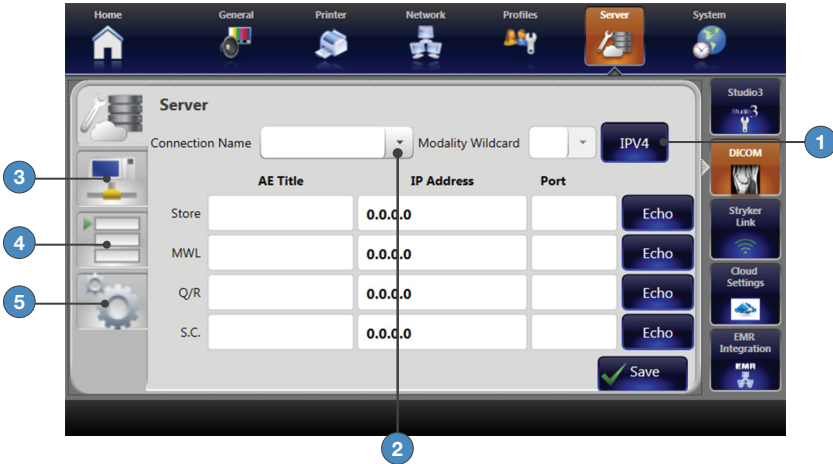 Home General Printer Network Profiles Server System
Server
Connection Name Modality Wildcard IPV4
AE Title IP Address Port
Store 0.0.0.0 Echo
MWL 0.0.0.0 Echo
Q/R 0.0.0.0 Echo
S.C. 0.0.0.0 Echo
Save
Studio3
Studio3
DICOM
Stryker
Link
Cloud
Settings
EMR
Integration
EMR
1
2
3
4
5